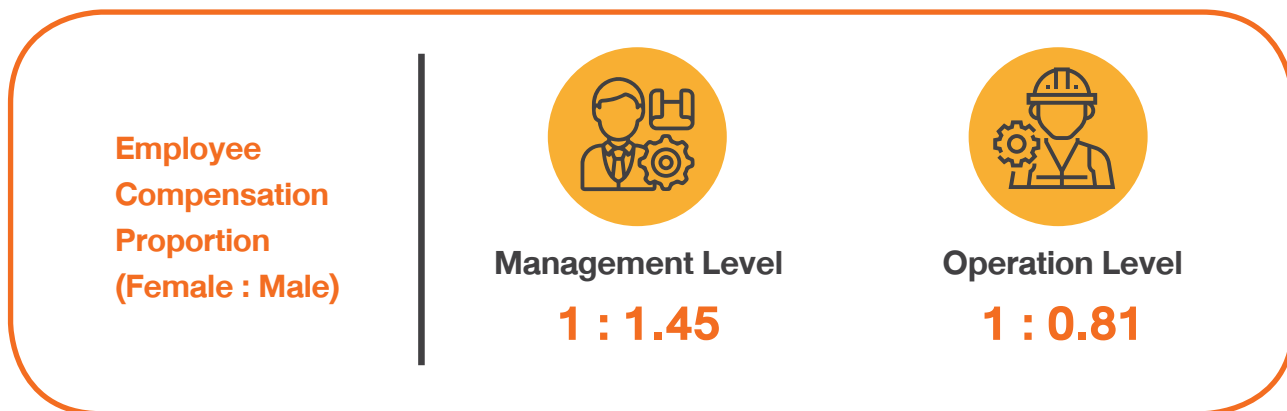 Employee
Compensation
Proportion
(Female : Male)
Management Level
1 : 1.45
Operation Level
1 : 0.81